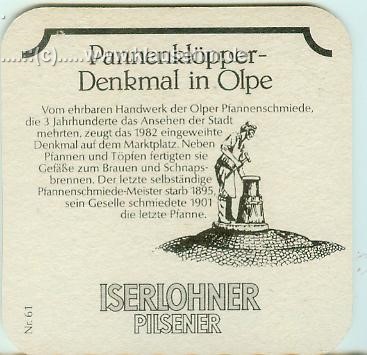 Pannenklöpper-
Denkmal in Olpe
Vom ehrbaren Handwerk der Olper Pfannenschmiede,
die 3 Jahrhunderte das Ansehen der Stadt
mehrten, zeugt das 1982 eingeweihte
Denkmal auf dem Marktplatz. Neben
Pfannen und Töpfen fertigten sie
Gefäße zum Brauen und Schnaps-
brennen. Der letzte selbständige
Pfannenschmiede-Meister starb 1895,
sein Geselle schmiedete 1901
die letzte Pfanne.
ISERLOHNER
PILSENER
Nr. 61